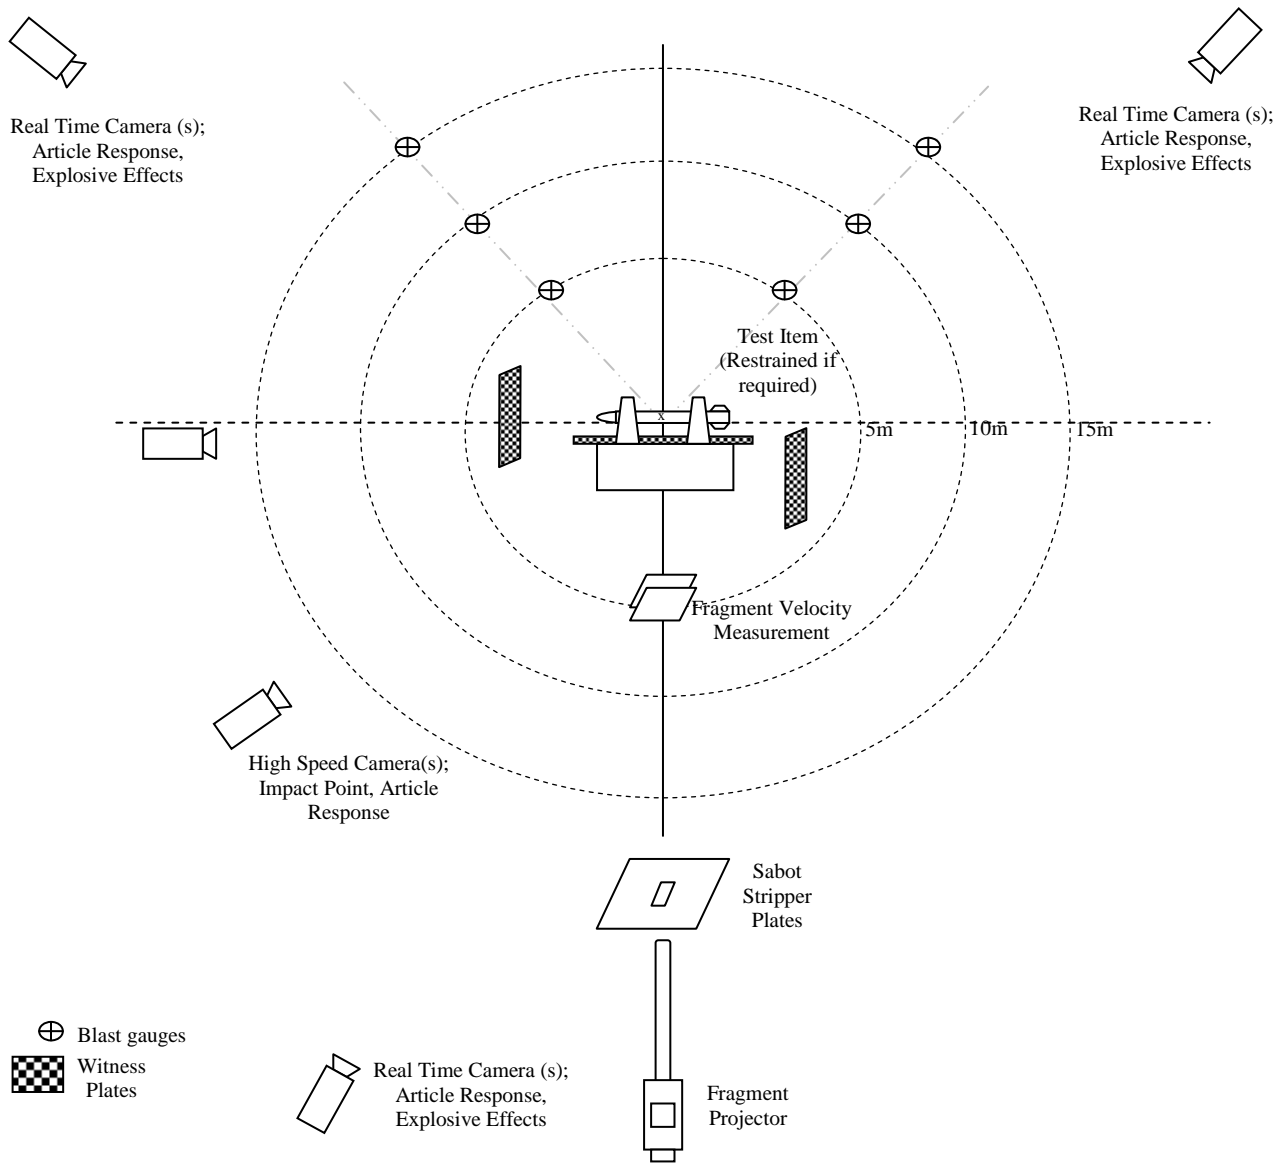 Real Time Camera (s);
Article Response,
Explosive Effects
Real Time Camera (s);
Article Response,
Explosive Effects
Test Item
(Restrained if
required)
x
5m
10m
15m
Fragment Velocity
Measurement
High Speed Camera(s);
Impact Point, Article
Response
Sabot
Stripper
Plates
Blast gauges
Witness
Plates
Real Time Camera (s);
Article Response,
Explosive Effects
Fragment
Projector